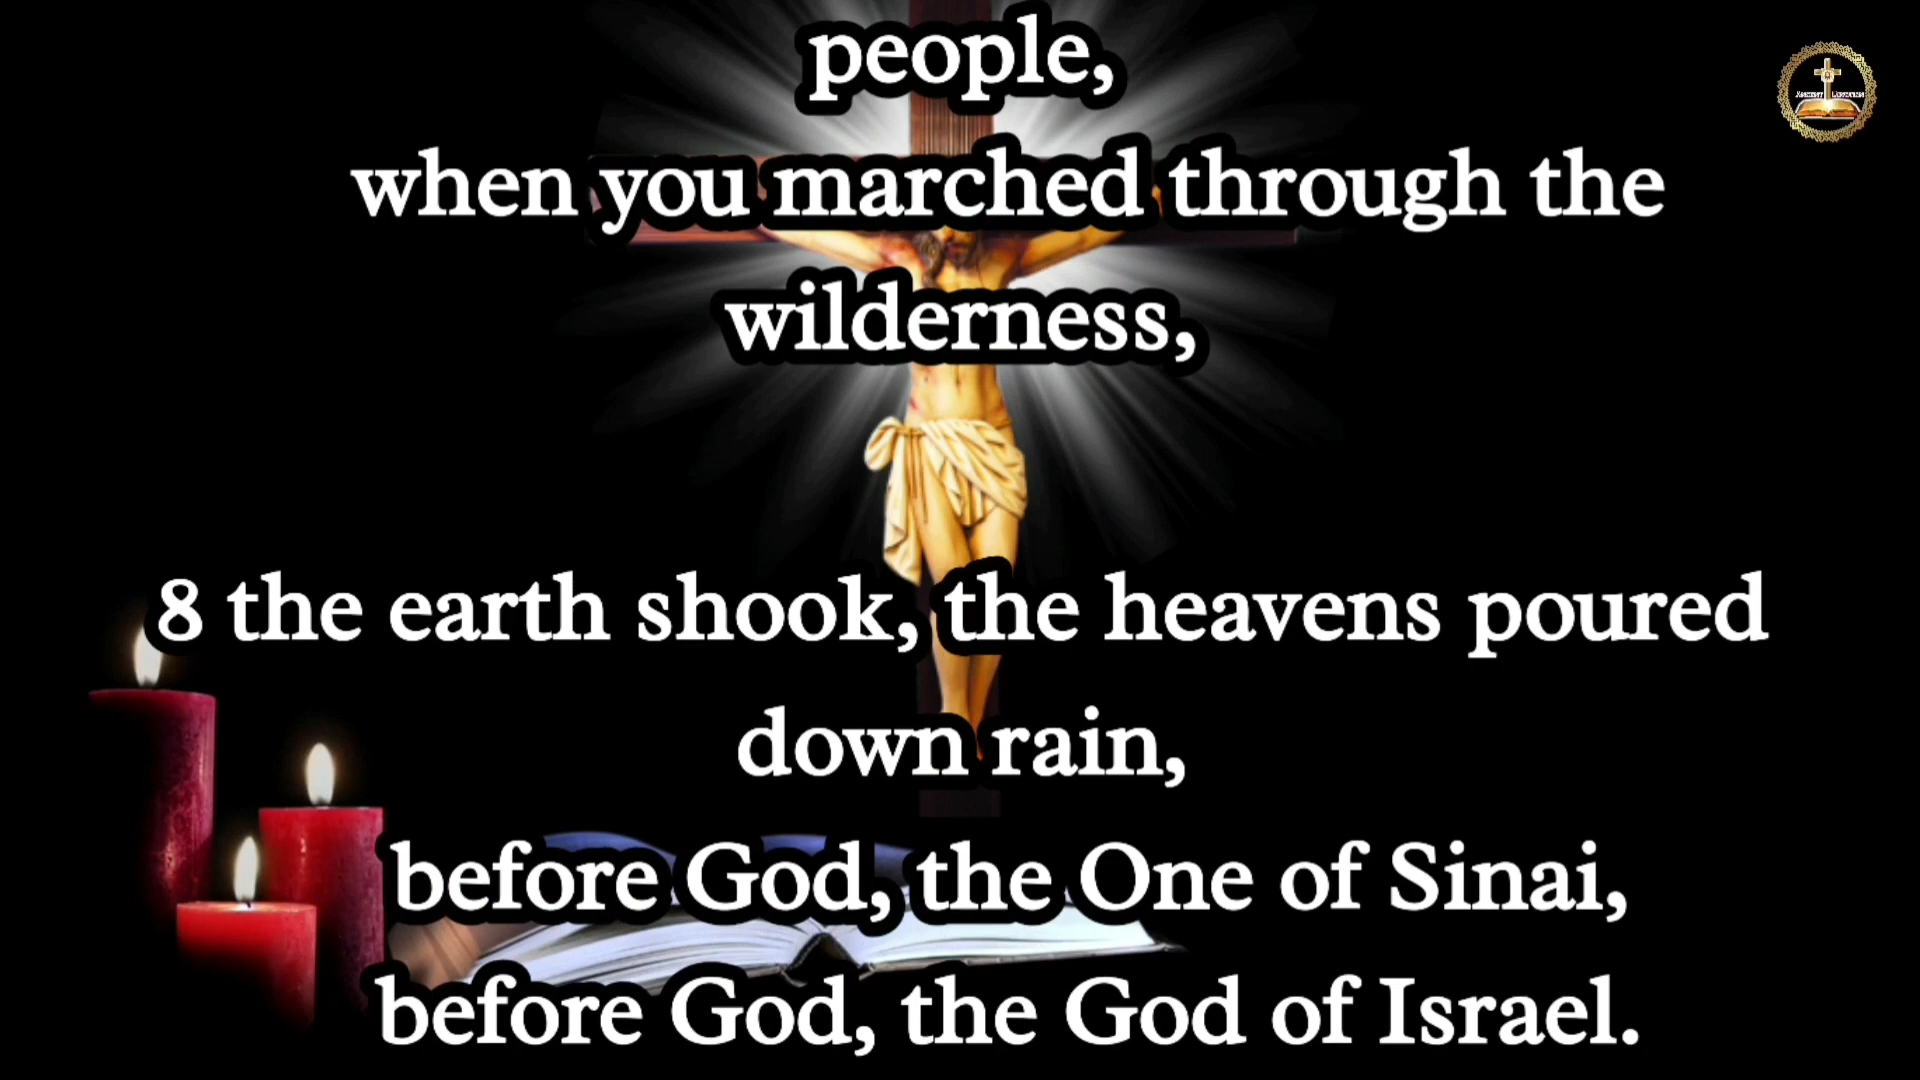 people,
when you marched through the
wilderness,
8 the earth shook, the heavens poured
down rain,
before God, the One of Sinai,
before God, the God of Israel.